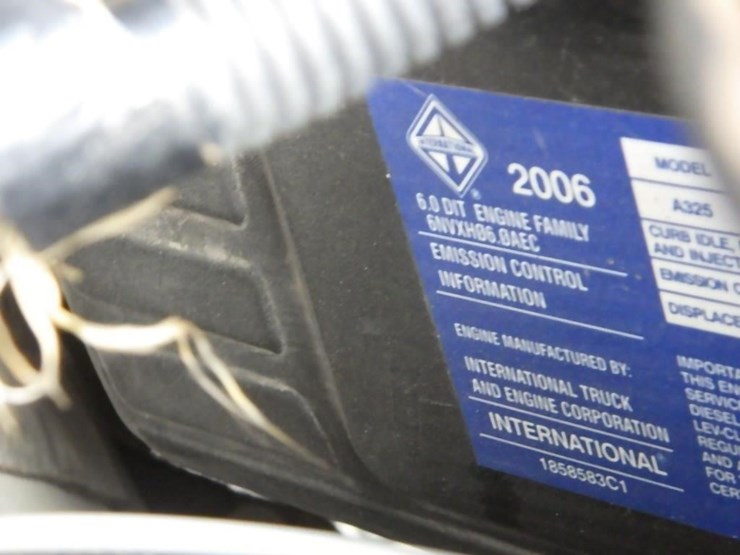 INTERNATIONAL
®
2006
6.0 DIT ENGINE FAMILY
6NVXH06.0AEC
EMISSION CONTROL
INFORMATION
ENGINE MANUFACTURED BY:
INTERNATIONAL TRUCK
AND ENGINE CORPORATION
INTERNATIONAL®
1858583C1
MODEL
A325
CURB IDLE,
AND INJECT
EMISSION C
DISPLACE
IMPORTA
THIS EN
SERVIC
DIESEL
LEV-CL
REGU
AND A
FOR
CER